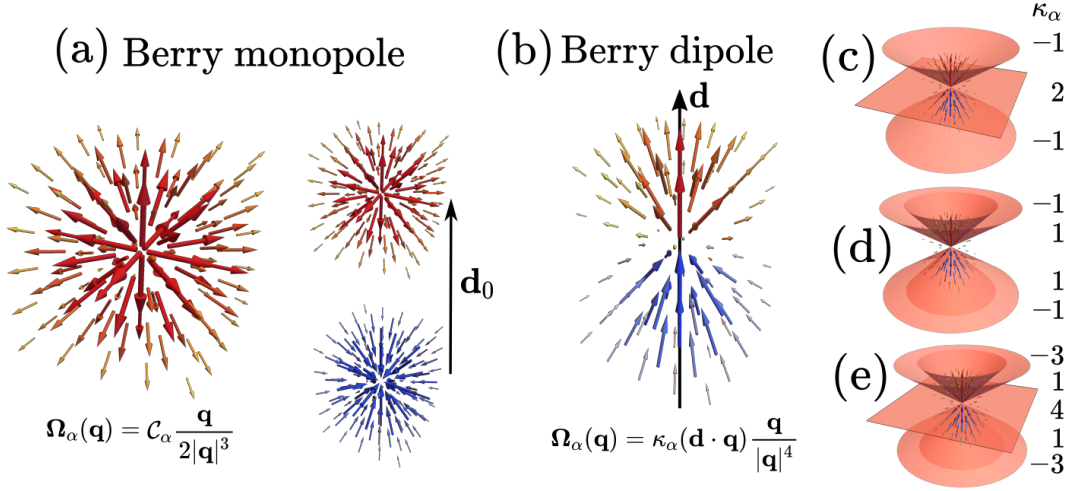 (a) Berry monopole
d₀
Ω_α(q) = C_α q / 2|q|³
(b) Berry dipole
d
Ω_α(q) = κ_α(d · q) q / |q|⁴
κ_α
(c)
−1
2
−1
(d)
−1
1
1
−1
(e)
−3
1
4
1
−3